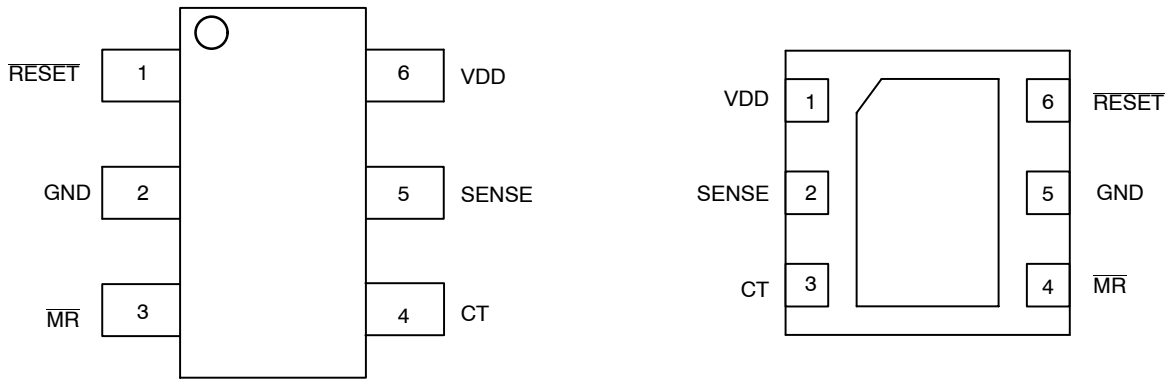 RESET 1 6 VDD
GND 2 5 SENSE
MR 3 4 CT
VDD 1 6 RESET
SENSE 2 5 GND
CT 3 4 MR